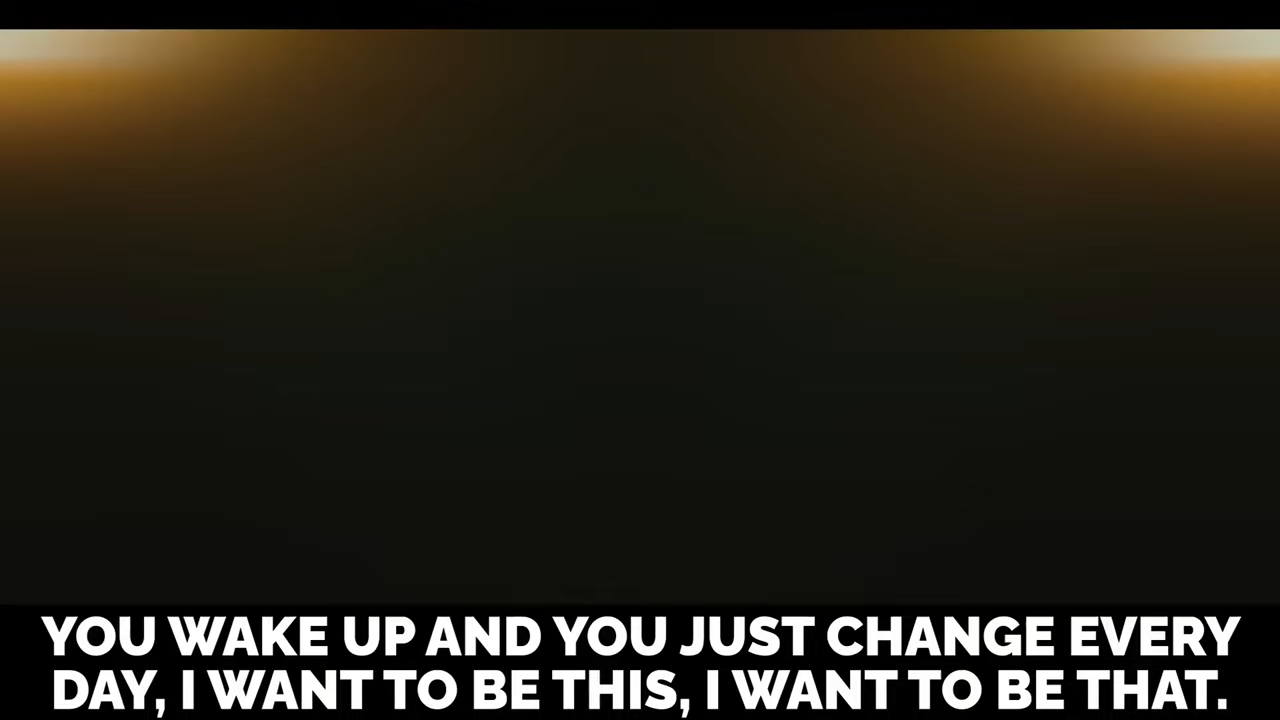 YOU WAKE UP AND YOU JUST CHANGE EVERY
DAY, I WANT TO BE THIS, I WANT TO BE THAT.